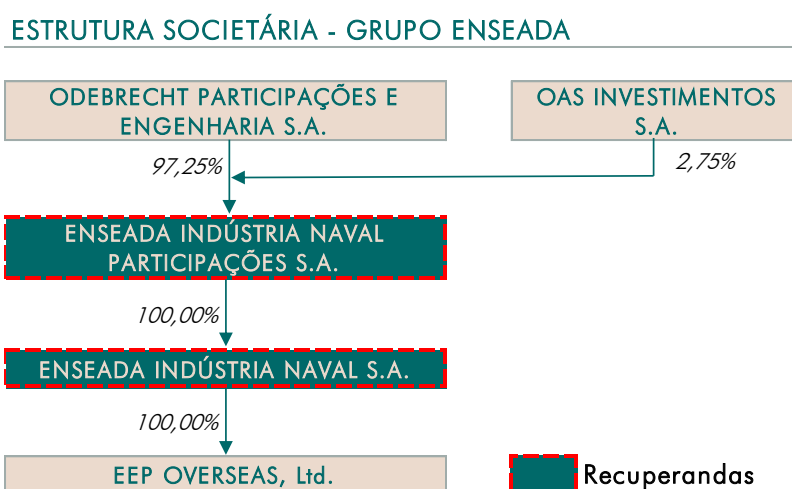 ESTRUTURA SOCIETÁRIA - GRUPO ENSEADA
ODEBRECHT PARTICIPAÇÕES E
ENGENHARIA S.A.
OAS INVESTIMENTOS
S.A.
97,25%
2,75%
ENSEADA INDÚSTRIA NAVAL
PARTICIPAÇÕES S.A.
100,00%
ENSEADA INDÚSTRIA NAVAL S.A.
100,00%
EEP OVERSEAS, Ltd.
Recuperandas